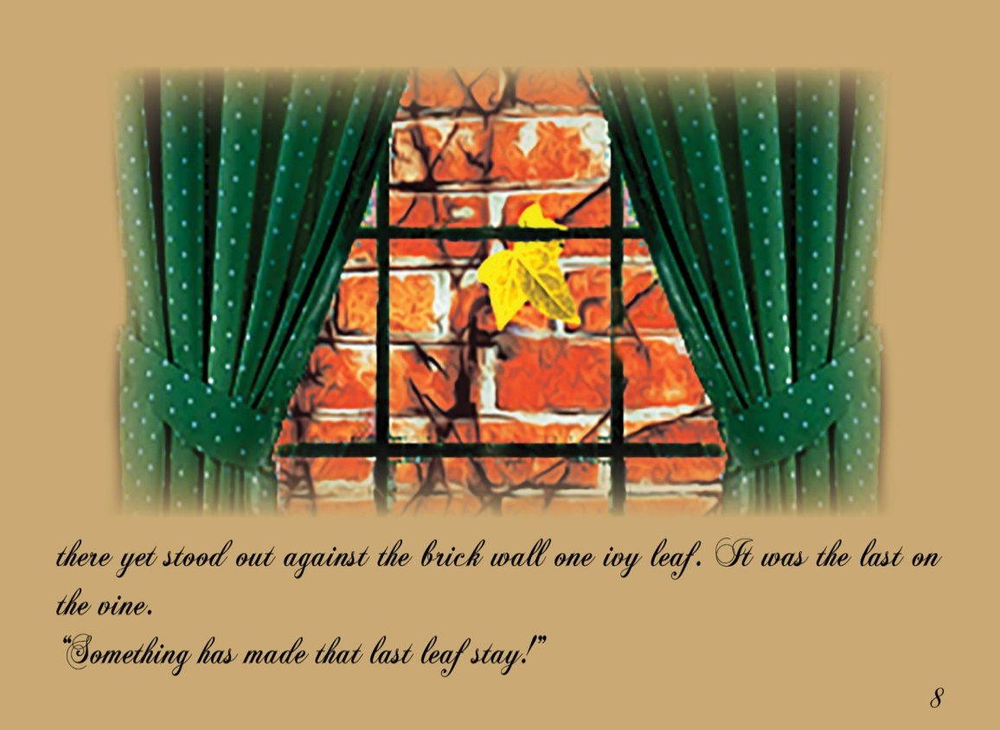 there yet stood out against the brick wall one ivy leaf. It was the last on
the vine.
“Something has made that last leaf stay!”
8